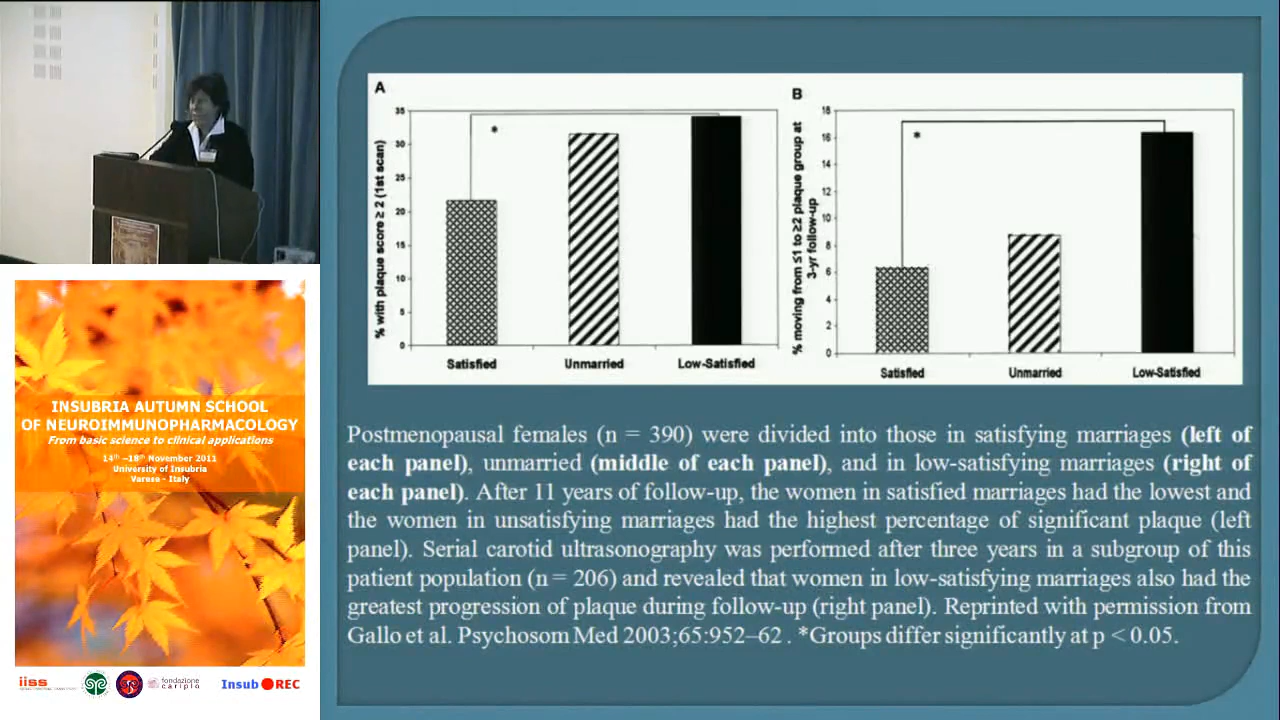 A
% with plaque score ≥ 2 (1st scan)
35
30
25
20
15
10
5
0
*
Satisfied
Unmarried
Low-Satisfied
B
% moving from ≤1 to ≥2 plaque group at
3-yr follow-up
18
16
14
12
10
8
6
4
2
0
*
Satisfied
Unmarried
Low-Satisfied
INSUBRIA AUTUMN SCHOOL
OF NEUROIMMUNOPHARMACOLOGY
From basic science to clinical applications
14th –18th November 2011
University of Insubria
Varese - Italy
iiss
fondazione
cariplo
Insub REC
Postmenopausal females (n = 390) were divided into those in satisfying marriages (left of
each panel), unmarried (middle of each panel), and in low-satisfying marriages (right of
each panel). After 11 years of follow-up, the women in satisfied marriages had the lowest and
the women in unsatisfying marriages had the highest percentage of significant plaque (left
panel). Serial carotid ultrasonography was performed after three years in a subgroup of this
patient population (n = 206) and revealed that women in low-satisfying marriages also had the
greatest progression of plaque during follow-up (right panel). Reprinted with permission from
Gallo et al. Psychosom Med 2003;65:952–62 . *Groups differ significantly at p < 0.05.